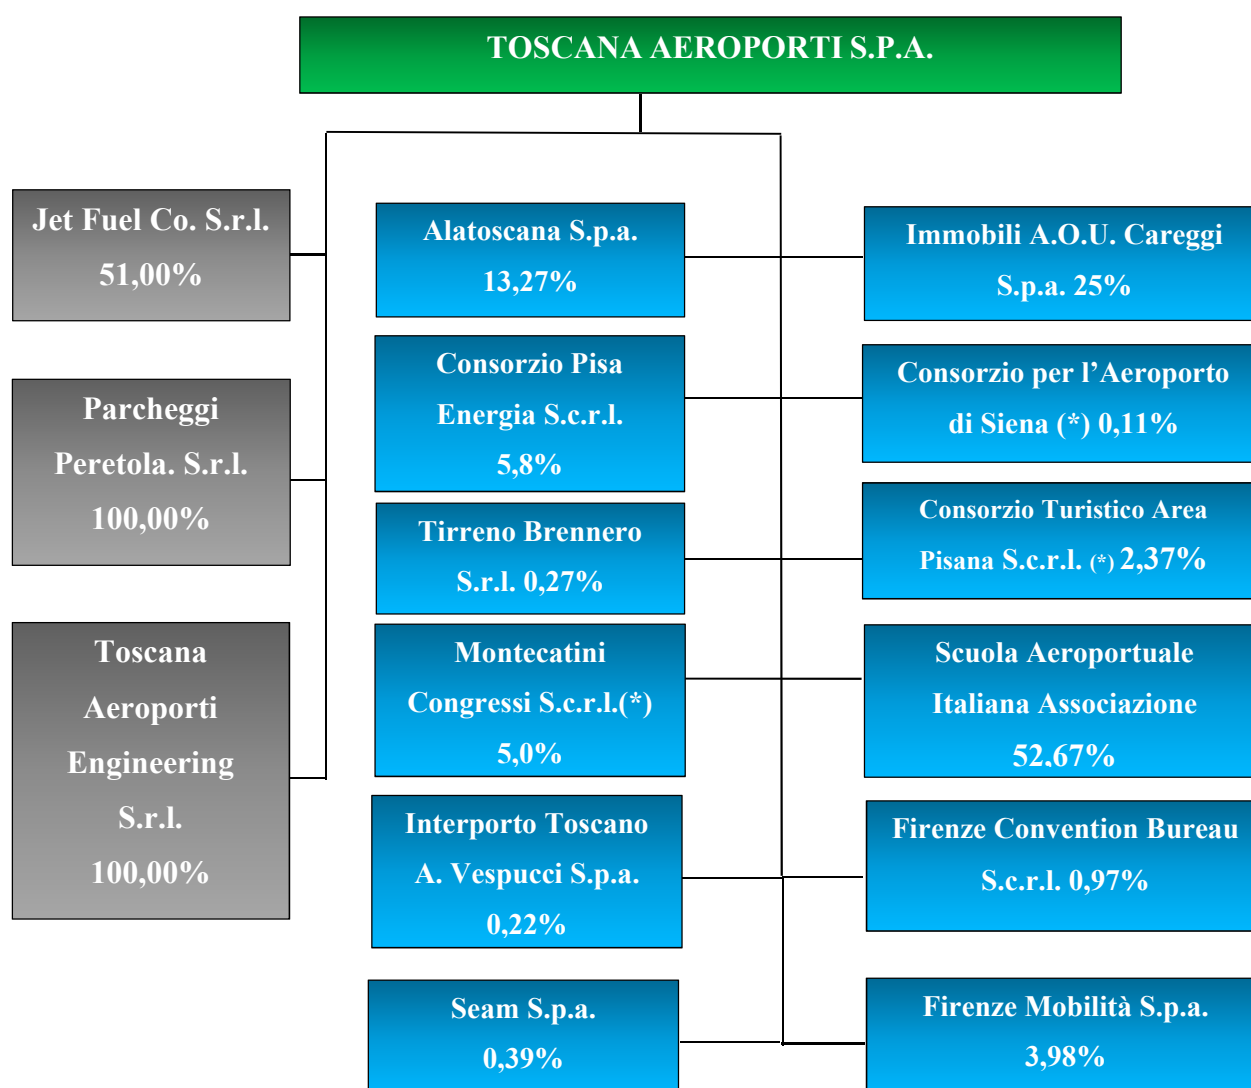 TOSCANA AEROPORTI S.P.A.
Jet Fuel Co. S.r.l.
51,00%
Parcheggi
Peretola. S.r.l.
100,00%
Toscana
Aeroporti
Engineering
S.r.l.
100,00%
Alatoscana S.p.a.
13,27%
Consorzio Pisa
Energia S.c.r.l.
5,8%
Tirreno Brennero
S.r.l. 0,27%
Montecatini
Congressi S.c.r.l.(*)
5,0%
Interporto Toscano
A. Vespucci S.p.a.
0,22%
Seam S.p.a.
0,39%
Immobili A.O.U. Careggi
S.p.a. 25%
Consorzio per l’Aeroporto
di Siena (*) 0,11%
Consorzio Turistico Area
Pisana S.c.r.l. (*) 2,37%
Scuola Aeroportuale
Italiana Associazione
52,67%
Firenze Convention Bureau
S.c.r.l. 0,97%
Firenze Mobilità S.p.a.
3,98%